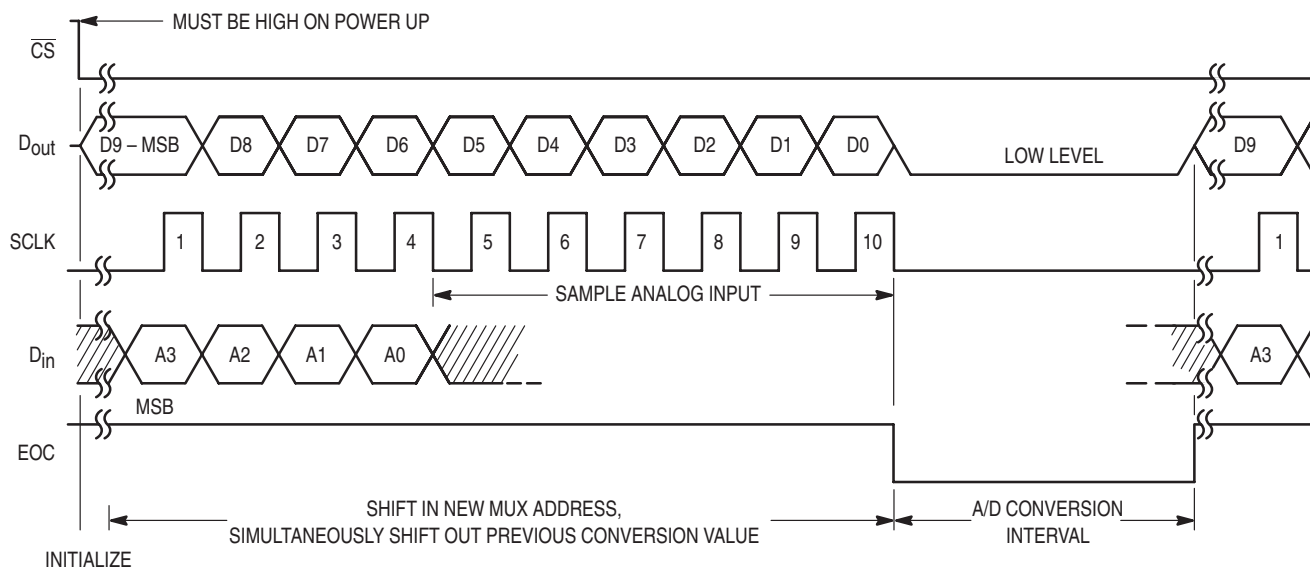 MUST BE HIGH ON POWER UP
CS
Dout
D9 – MSB D8 D7 D6 D5 D4 D3 D2 D1 D0 LOW LEVEL D9
SCLK
1 2 3 4 5 6 7 8 9 10 1
SAMPLE ANALOG INPUT
Din
A3 A2 A1 A0 A3
MSB
EOC
SHIFT IN NEW MUX ADDRESS,
SIMULTANEOUSLY SHIFT OUT PREVIOUS CONVERSION VALUE
A/D CONVERSION
INTERVAL
INITIALIZE